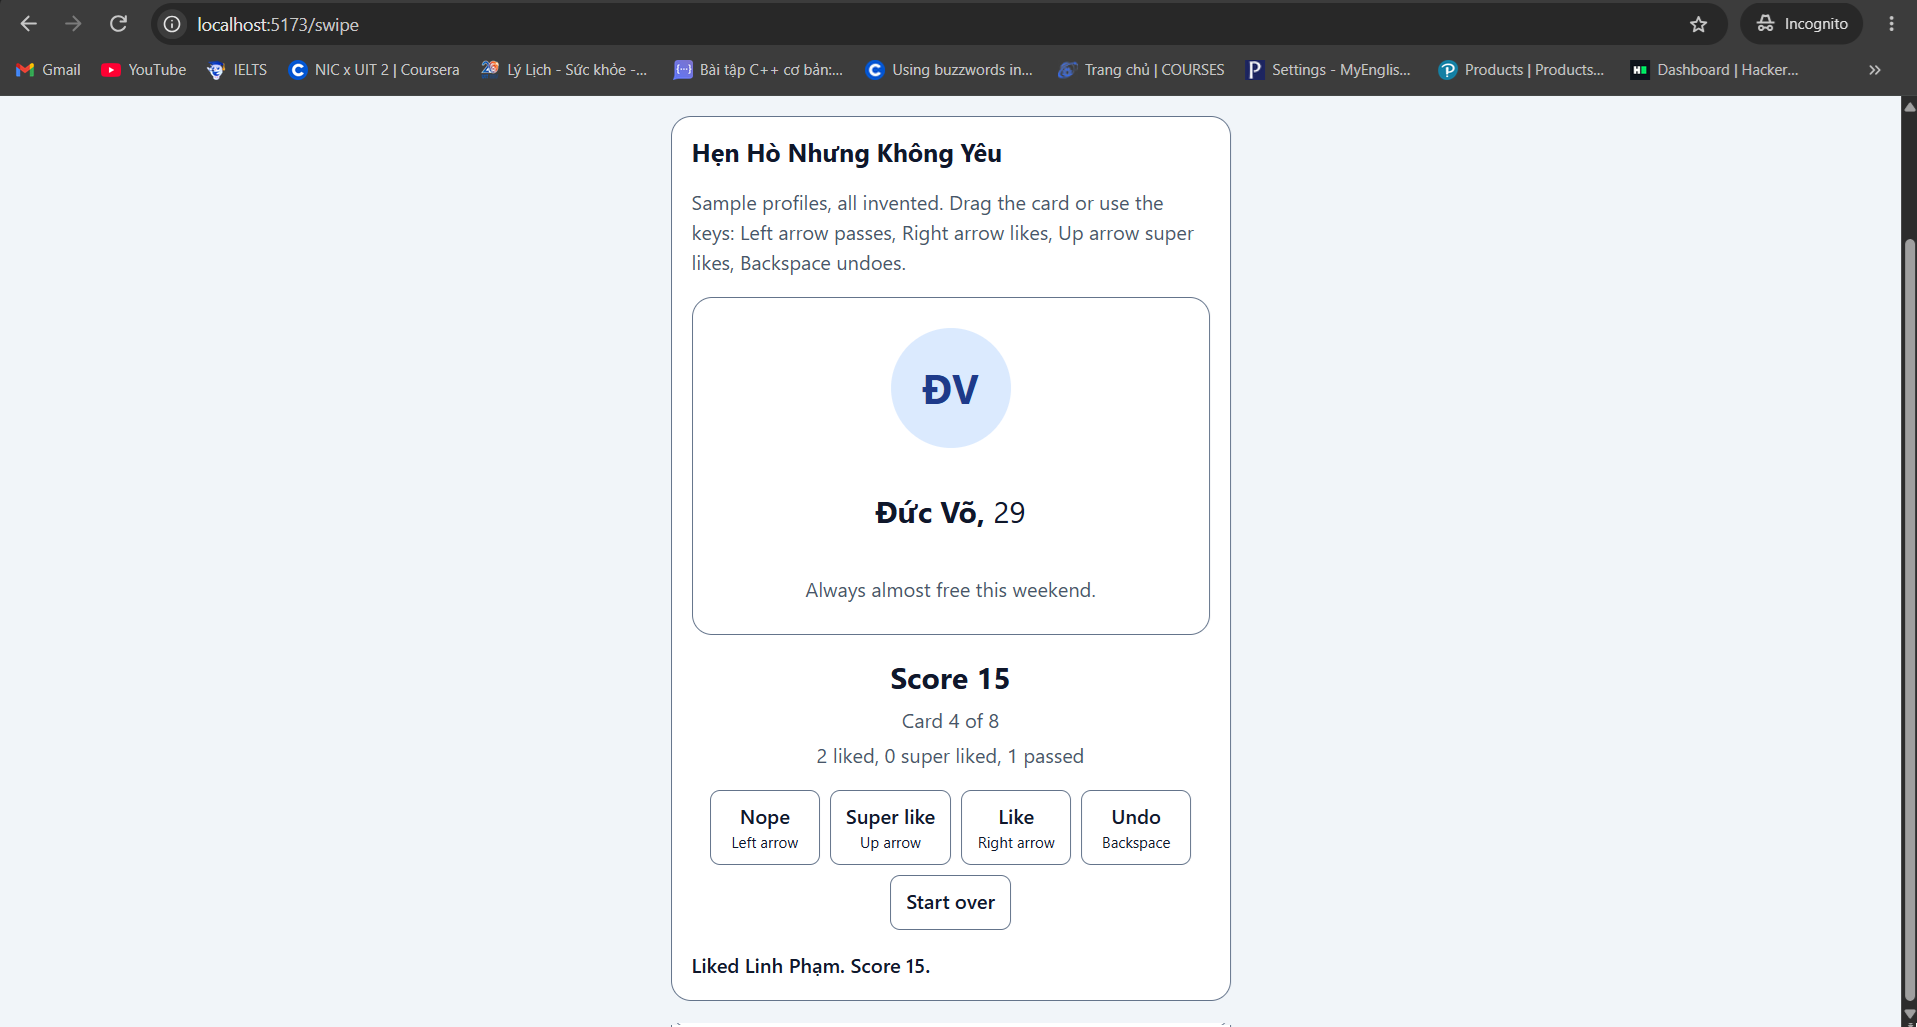 localhost:5173/swipe
Incognito
Gmail
YouTube
IELTS
NIC x UIT 2 | Coursera
Lý Lịch - Sức khỏe -...
Bài tập C++ cơ bản:...
Using buzzwords in...
Trang chủ | COURSES
Settings - MyEnglis...
Products | Products...
Dashboard | Hacker...
Hẹn Hò Nhưng Không Yêu
Sample profiles, all invented. Drag the card or use the
keys: Left arrow passes, Right arrow likes, Up arrow super
likes, Backspace undoes.
ĐV
Đức Võ, 29
Always almost free this weekend.
Score 15
Card 4 of 8
2 liked, 0 super liked, 1 passed
Nope
Left arrow
Super like
Up arrow
Like
Right arrow
Undo
Backspace
Start over
Liked Linh Phạm. Score 15.